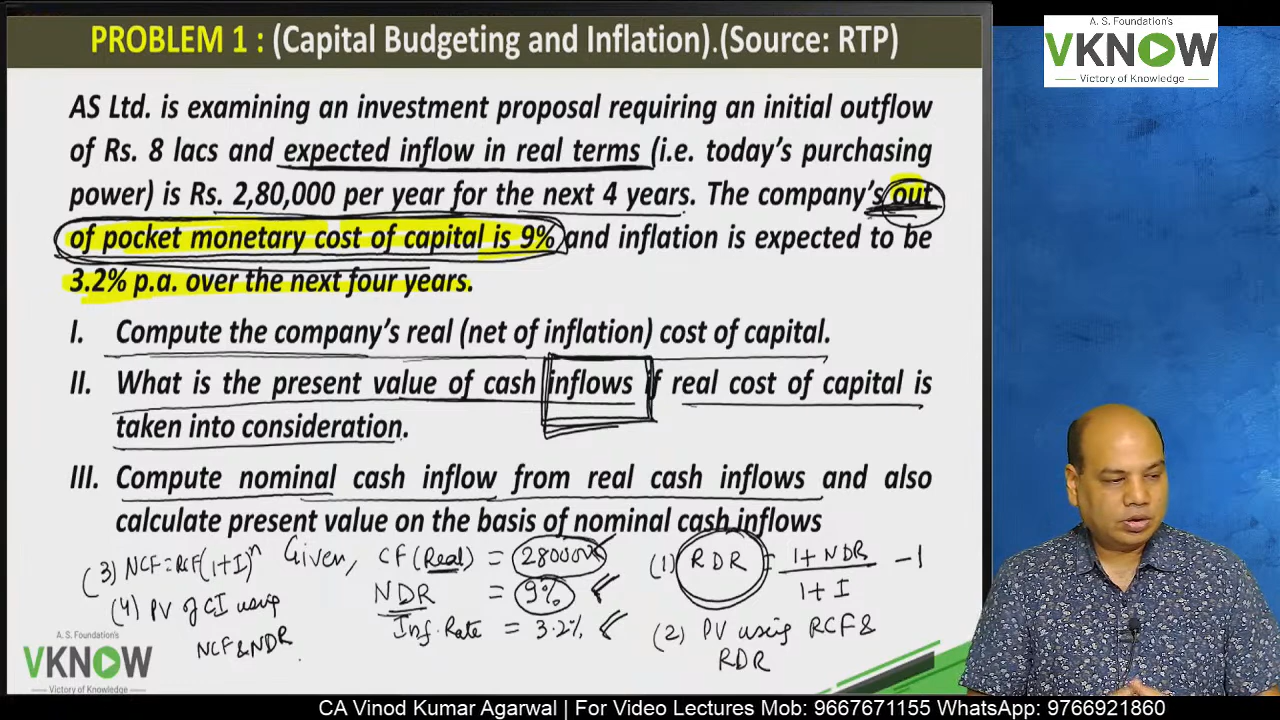 PROBLEM 1 : (Capital Budgeting and Inflation).(Source: RTP)
A. S. Foundation's
VKNOW
Victory of Knowledge
AS Ltd. is examining an investment proposal requiring an initial outflow
of Rs. 8 lacs and expected inflow in real terms (i.e. today's purchasing
power) is Rs. 2,80,000 per year for the next 4 years. The company's out
of pocket monetary cost of capital is 9% and inflation is expected to be
3.2% p.a. over the next four years.
I. Compute the company's real (net of inflation) cost of capital.
II. What is the present value of cash inflows if real cost of capital is
taken into consideration.
III. Compute nominal cash inflow from real cash inflows and also
calculate present value on the basis of nominal cash inflows
(3) NCF = RCF(1+I)^n
(4) PV of CI using
NCF & NDR
Given, CF (Real) = 280000
NDR = 9%
Inf. Rate = 3.2%
(1) RDR = 1+NDR / 1+I - 1
(2) PV using RCF &
RDR
A. S. Foundation's
VKNOW
Victory of Knowledge
CA Vinod Kumar Agarwal | For Video Lectures Mob: 9667671155 WhatsApp: 9766921860